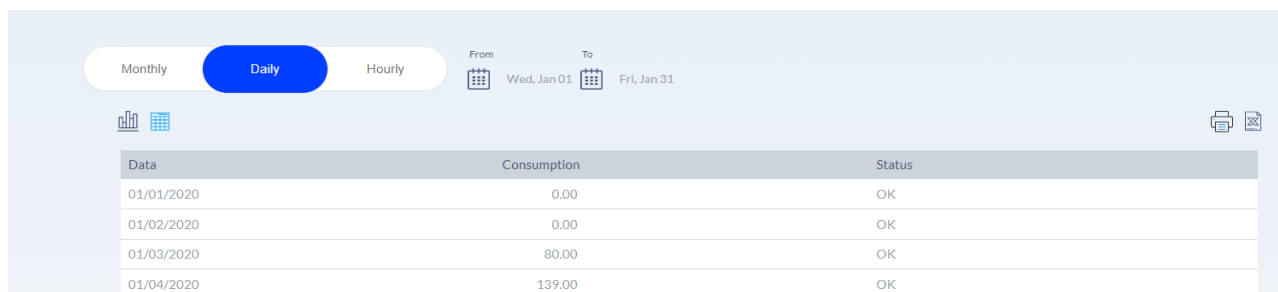 From To
Monthly Daily Hourly Wed, Jan 01 Fri, Jan 31
Data Consumption Status
01/01/2020 0.00 OK
01/02/2020 0.00 OK
01/03/2020 80.00 OK
01/04/2020 139.00 OK